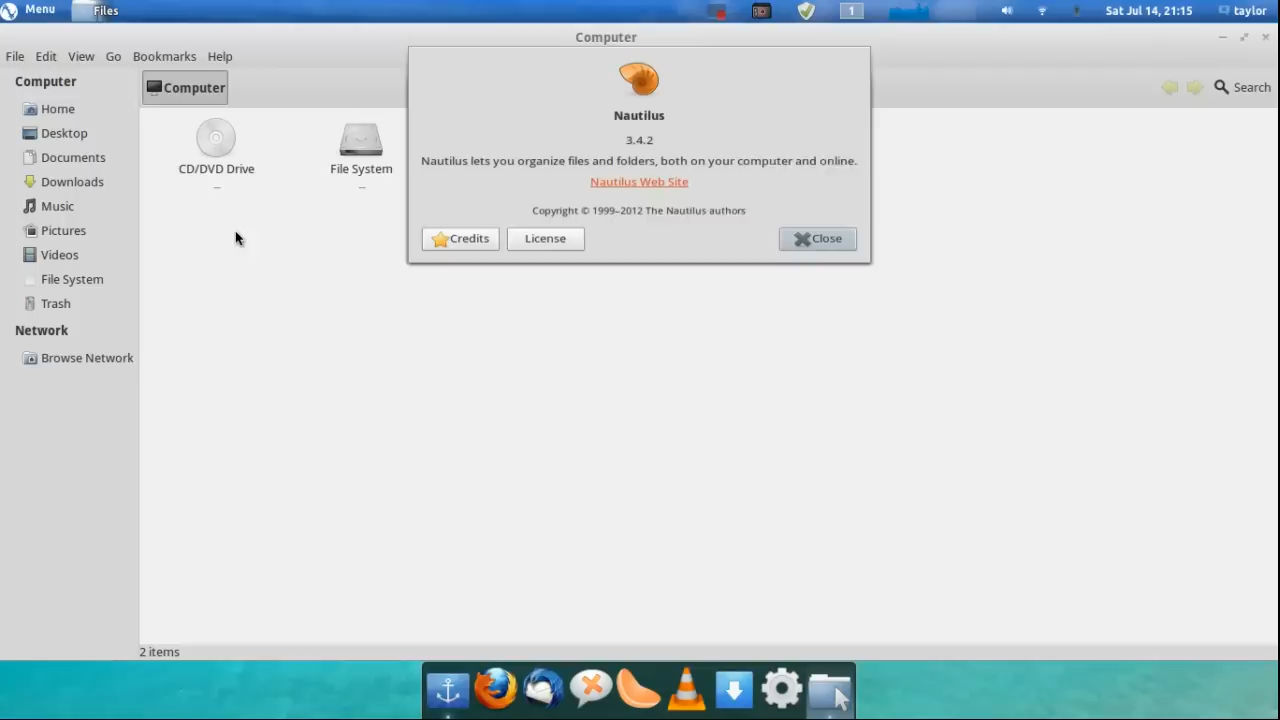 Menu Files 1 Sat Jul 14, 21:15 taylor
Computer
File Edit View Go Bookmarks Help
Computer
Home
Desktop
Documents
Downloads
Music
Pictures
Videos
File System
Trash
Network
Browse Network
Computer
Search
CD/DVD Drive
--
File System
--
Nautilus
3.4.2
Nautilus lets you organize files and folders, both on your computer and online.
Nautilus Web Site
Copyright © 1999–2012 The Nautilus authors
Credits License Close
2 items